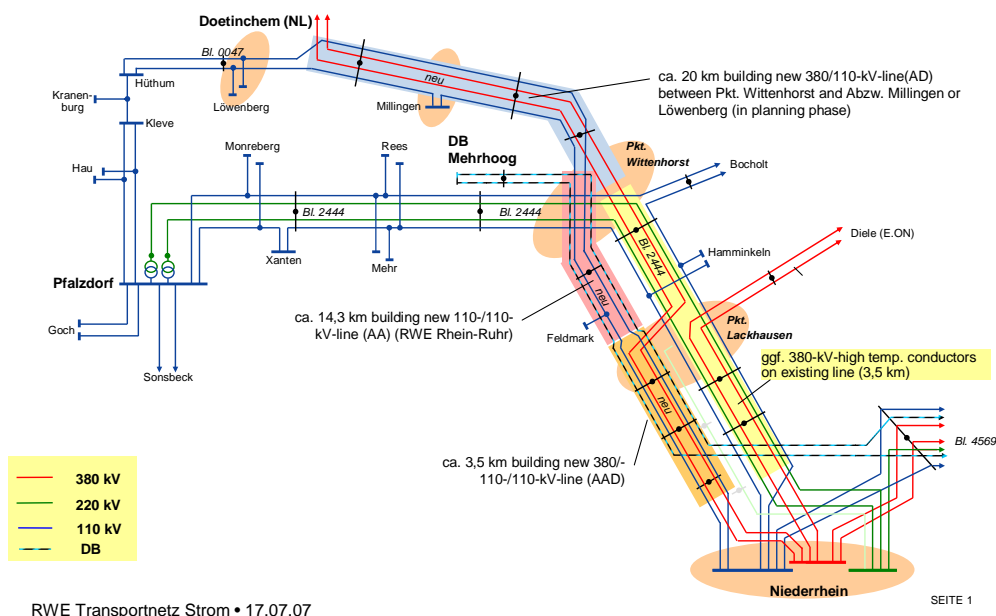 Doetinchem (NL)
Bl. 0047
Hüthum
Kranen-
burg
Löwenberg
neu
Millingen
ca. 20 km building new 380/110-kV-line(AD)
between Pkt. Wittenhorst and Abzw. Millingen or
Löwenberg (in planning phase)
Kleve
Hau
Monreberg
Rees
DB
Mehrhoog
Pkt.
Wittenhorst
Bocholt
Bl. 2444
Bl. 2444
Bl. 2444
Xanten
Mehr
Hamminkeln
Diele (E.ON)
Pfalzdorf
Goch
Sonsbeck
ca. 14,3 km building new 110-/110-
kV-line (AA) (RWE Rhein-Ruhr)
neu
Feldmark
Pkt.
Lackhausen
ggf. 380-kV-high temp. conductors
on existing line (3,5 km)
neu
Bl. 4569
ca. 3,5 km building new 380/-
110-/110-kV-line (AAD)
380 kV
220 kV
110 kV
DB
Niederrhein
RWE Transportnetz Strom • 17.07.07
SEITE 1